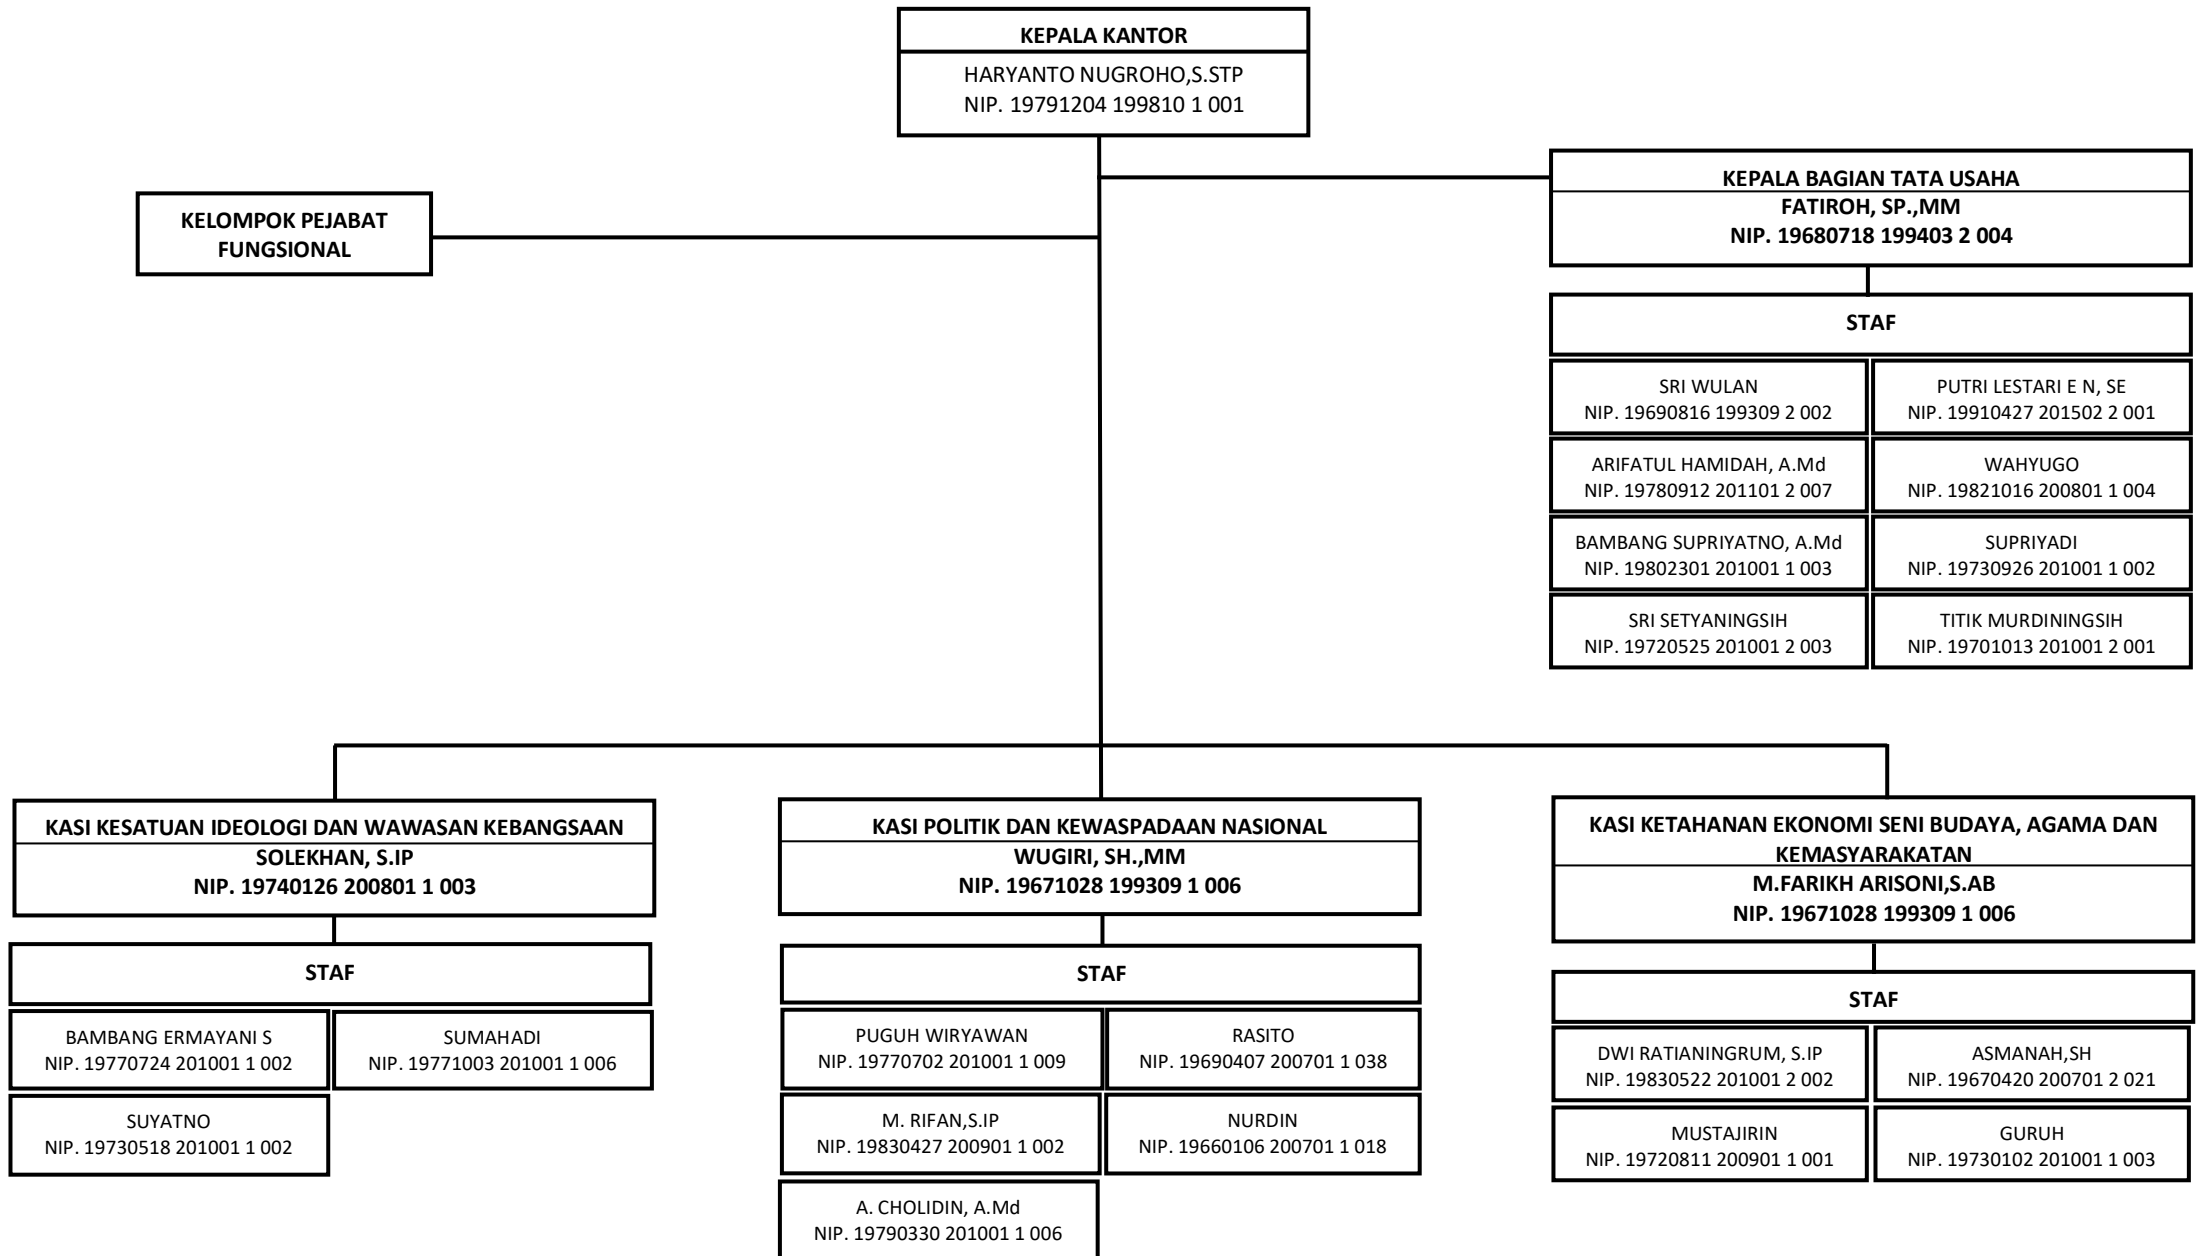 KEPALA KANTOR
HARYANTO NUGROHO,S.STP
NIP. 19791204 199810 1 001
KELOMPOK PEJABAT
FUNGSIONAL
KEPALA BAGIAN TATA USAHA
FATIROH, SP.,MM
NIP. 19680718 199403 2 004
STAF
SRI WULAN
NIP. 19690816 199309 2 002
PUTRI LESTARI E N, SE
NIP. 19910427 201502 2 001
ARIFATUL HAMIDAH, A.Md
NIP. 19780912 201101 2 007
WAHYUGO
NIP. 19821016 200801 1 004
BAMBANG SUPRIYATNO, A.Md
NIP. 19802301 201001 1 003
SUPRIYADI
NIP. 19730926 201001 1 002
SRI SETYANINGSIH
NIP. 19720525 201001 2 003
TITIK MURDININGSIH
NIP. 19701013 201001 2 001
KASI KESATUAN IDEOLOGI DAN WAWASAN KEBANGSAAN
SOLEKHAN, S.IP
NIP. 19740126 200801 1 003
STAF
BAMBANG ERMAYANI S
NIP. 19770724 201001 1 002
SUMAHADI
NIP. 19771003 201001 1 006
SUYATNO
NIP. 19730518 201001 1 002
KASI POLITIK DAN KEWASPADAAN NASIONAL
WUGIRI, SH.,MM
NIP. 19671028 199309 1 006
STAF
PUGUH WIRYAWAN
NIP. 19770702 201001 1 009
RASITO
NIP. 19690407 200701 1 038
M. RIFAN,S.IP
NIP. 19830427 200901 1 002
NURDIN
NIP. 19660106 200701 1 018
A. CHOLIDIN, A.Md
NIP. 19790330 201001 1 006
KASI KETAHANAN EKONOMI SENI BUDAYA, AGAMA DAN
KEMASYARAKATAN
M.FARIKH ARISONI,S.AB
NIP. 19671028 199309 1 006
STAF
DWI RATIANINGRUM, S.IP
NIP. 19830522 201001 2 002
ASMANAH,SH
NIP. 19670420 200701 2 021
MUSTAJIRIN
NIP. 19720811 200901 1 001
GURUH
NIP. 19730102 201001 1 003